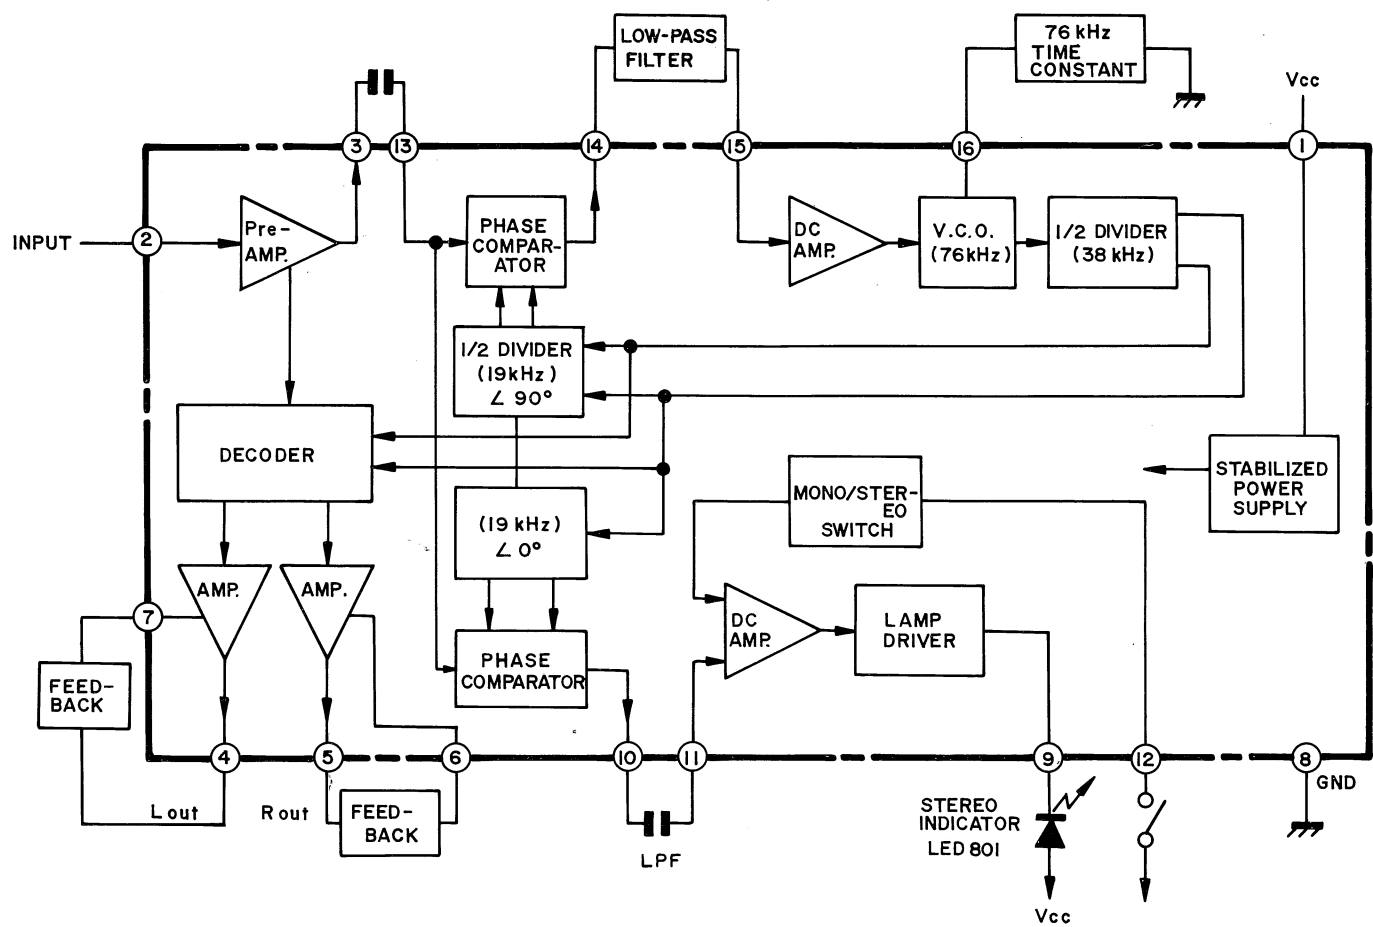 LOW-PASS
FILTER
76 kHz
TIME
CONSTANT
Vcc
3
13
14
15
16
1
INPUT
2
Pre-
AMP.
PHASE
COMPAR-
ATOR
DC
AMP.
V.C.O.
(76kHz)
1/2 DIVIDER
(38 kHz)
1/2 DIVIDER
(19kHz)
∠ 90°
DECODER
(19 kHz)
∠ 0°
MONO/STER-
EO
SWITCH
STABILIZED
POWER
SUPPLY
AMP.
AMP.
7
FEED-
BACK
PHASE
COMPARATOR
DC
AMP.
LAMP
DRIVER
4
5
6
10
11
9
12
8
GND
Lout
Rout
FEED-
BACK
LPF
STEREO
INDICATOR
LED 801
Vcc